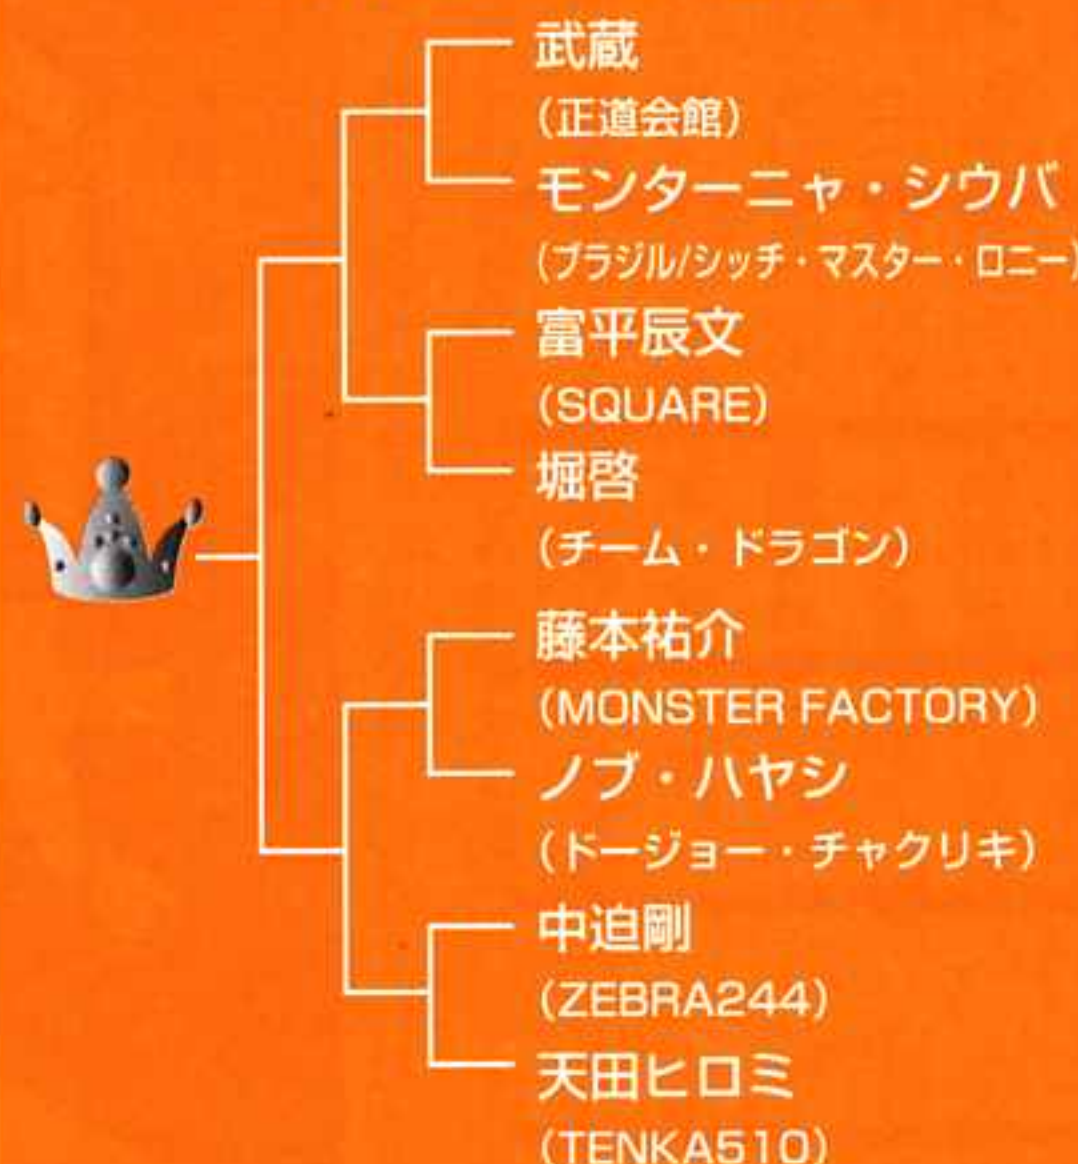 武蔵
(正道会館)
モンターニャ・シウバ
(ブラジル/シッチ・マスター・ロニー)
富平辰文
(SQUARE)
堀啓
(チーム・ドラゴン)
藤本祐介
(MONSTER FACTORY)
ノブ・ハヤシ
(ドージョー・チャクリキ)
中迫剛
(ZEBRA244)
天田ヒロミ
(TENKA510)